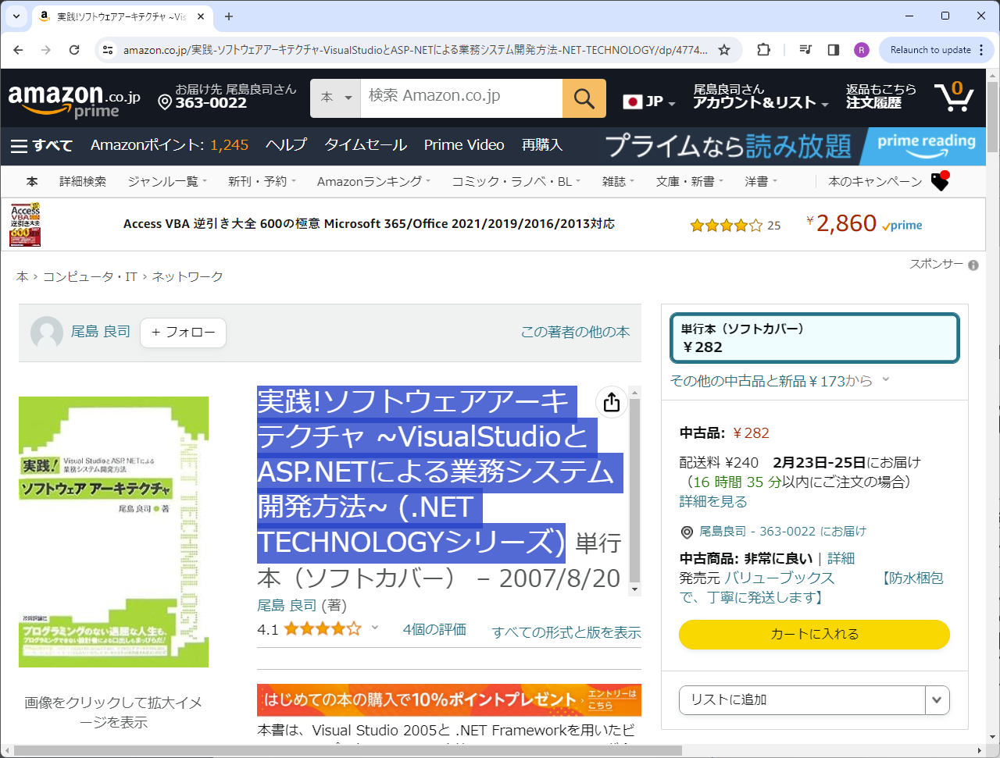 実践!ソフトウェアアーキテクチャ ~Vis
amazon.co.jp/実践-ソフトウェアアーキテクチャ-VisualStudioとASP-NETによる業務システム開発方法-NET-TECHNOLOGY/dp/4774...
R
Relaunch to update
amazon.co.jp
prime
お届け先 尾島良司さん
363-0022
本
検索 Amazon.co.jp
JP
尾島良司さん
アカウント&リスト
返品もこちら
注文履歴
0
すべて
Amazonポイント: 1,245
ヘルプ
タイムセール
Prime Video
再購入
プライムなら読み放題
prime reading
本
詳細検索
ジャンル一覧
新刊・予約
Amazonランキング
コミック・ラノベ・BL
雑誌
文庫・新書
洋書
本のキャンペーン
Access
VBA
逆引き大全
600
Access VBA 逆引き大全 600の極意 Microsoft 365/Office 2021/2019/2016/2013対応
25
¥2,860
prime
スポンサー
本 › コンピュータ・IT › ネットワーク
尾島 良司
+ フォロー
この著者の他の本
実践!
Visual StudioとASP.NETによる
業務システム開発方法
ソフトウェア アーキテクチャ
尾島 良司 ● 著
.NET TECHNOLOGY
技術評論社
プログラミングのない退屈な人生も、
プログラミングできない設計者による口出しもまっぴらだ!
画像をクリックして拡大イメ
ージを表示
実践!ソフトウェアアーキ
テクチャ ~VisualStudioと
ASP.NETによる業務システム
開発方法~ (.NET
TECHNOLOGYシリーズ) 単行
本（ソフトカバー） – 2007/8/20
尾島 良司 (著)
4.1
4個の評価
すべての形式と版を表示
はじめての本の購入で10%ポイントプレゼント
エントリーは
こちら
本書は、Visual Studio 2005と .NET Frameworkを用いたビ
単行本（ソフトカバー）
¥282
その他の中古品と新品¥173から
中古品: ¥282
配送料 ¥240 2月23日-25日にお届け
（16 時間 35 分以内にご注文の場合）
詳細を見る
尾島良司 - 363-0022 にお届け
中古商品: 非常に良い | 詳細
発売元 バリューブックス 【防水梱包
で、丁寧に発送します】
カートに入れる
リストに追加